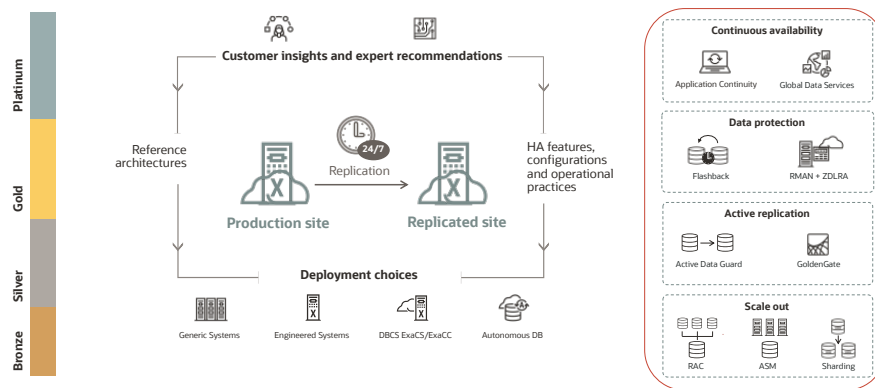 Platinum
Gold
Silver
Bronze
Customer insights and expert recommendations
Reference
architectures
24/7
Replication
HA features,
configurations
and operational
practices
X
X
Production site
Replicated site
Deployment choices
Generic Systems
Engineered Systems
DBCS ExaCS/ExaCC
Autonomous DB
Continuous availability
Application Continuity
Global Data Services
Data protection
Flashback
RMAN + ZDLRA
Active replication
Active Data Guard
GoldenGate
Scale out
RAC
ASM
Sharding